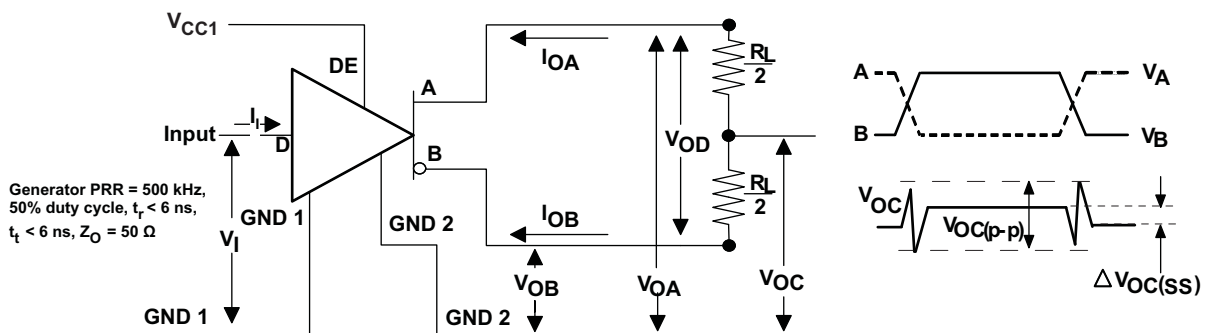 VCC1
DE
IOA
A
RL
2
Input
II
D
B
VOD
Generator PRR = 500 kHz,
50% duty cycle, tr < 6 ns,
tt < 6 ns, ZO = 50 Ω
GND 1
GND 2
IOB
RL
2
VI
VOB
VOA
VOC
GND 1
GND 2
A
VA
B
VB
VOC
VOC(p-p)
△ VOC(SS)